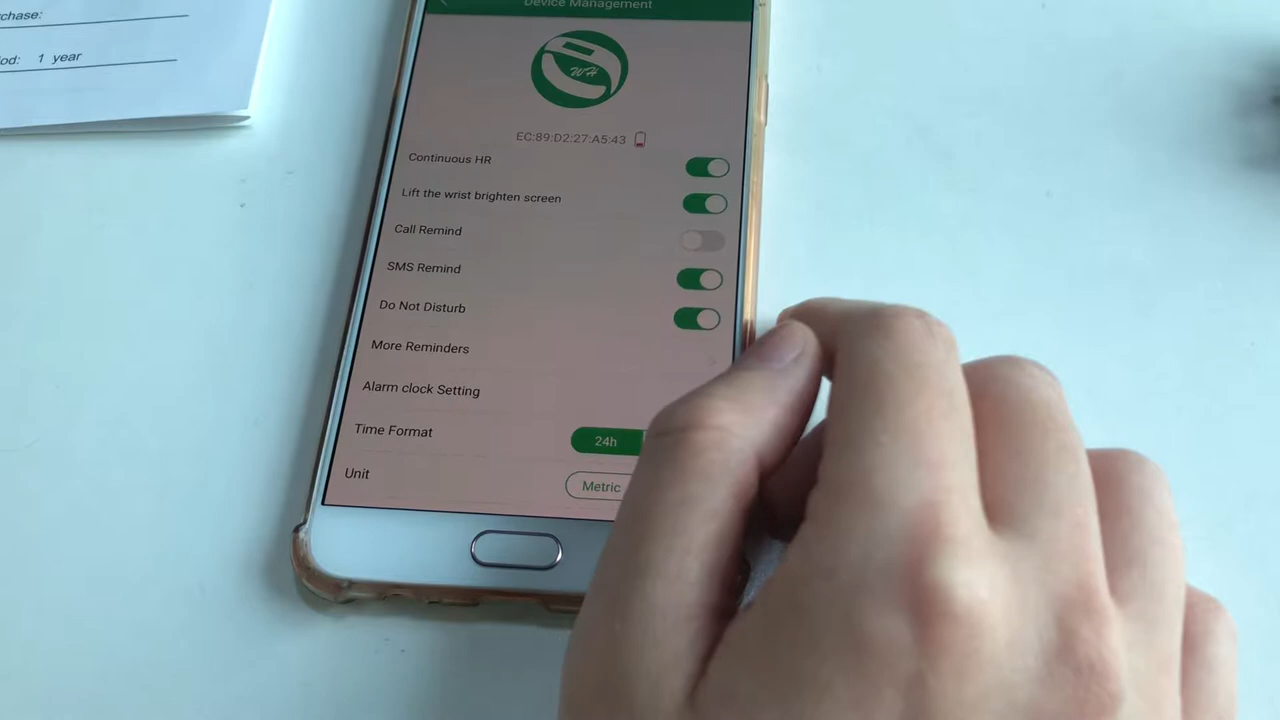 rchase:
od: 1 year
Device Management
WH
EC:89:D2:27:A5:43
Continuous HR
Lift the wrist brighten screen
Call Remind
SMS Remind
Do Not Disturb
More Reminders
Alarm clock Setting
Time Format
24h
Unit
Metric